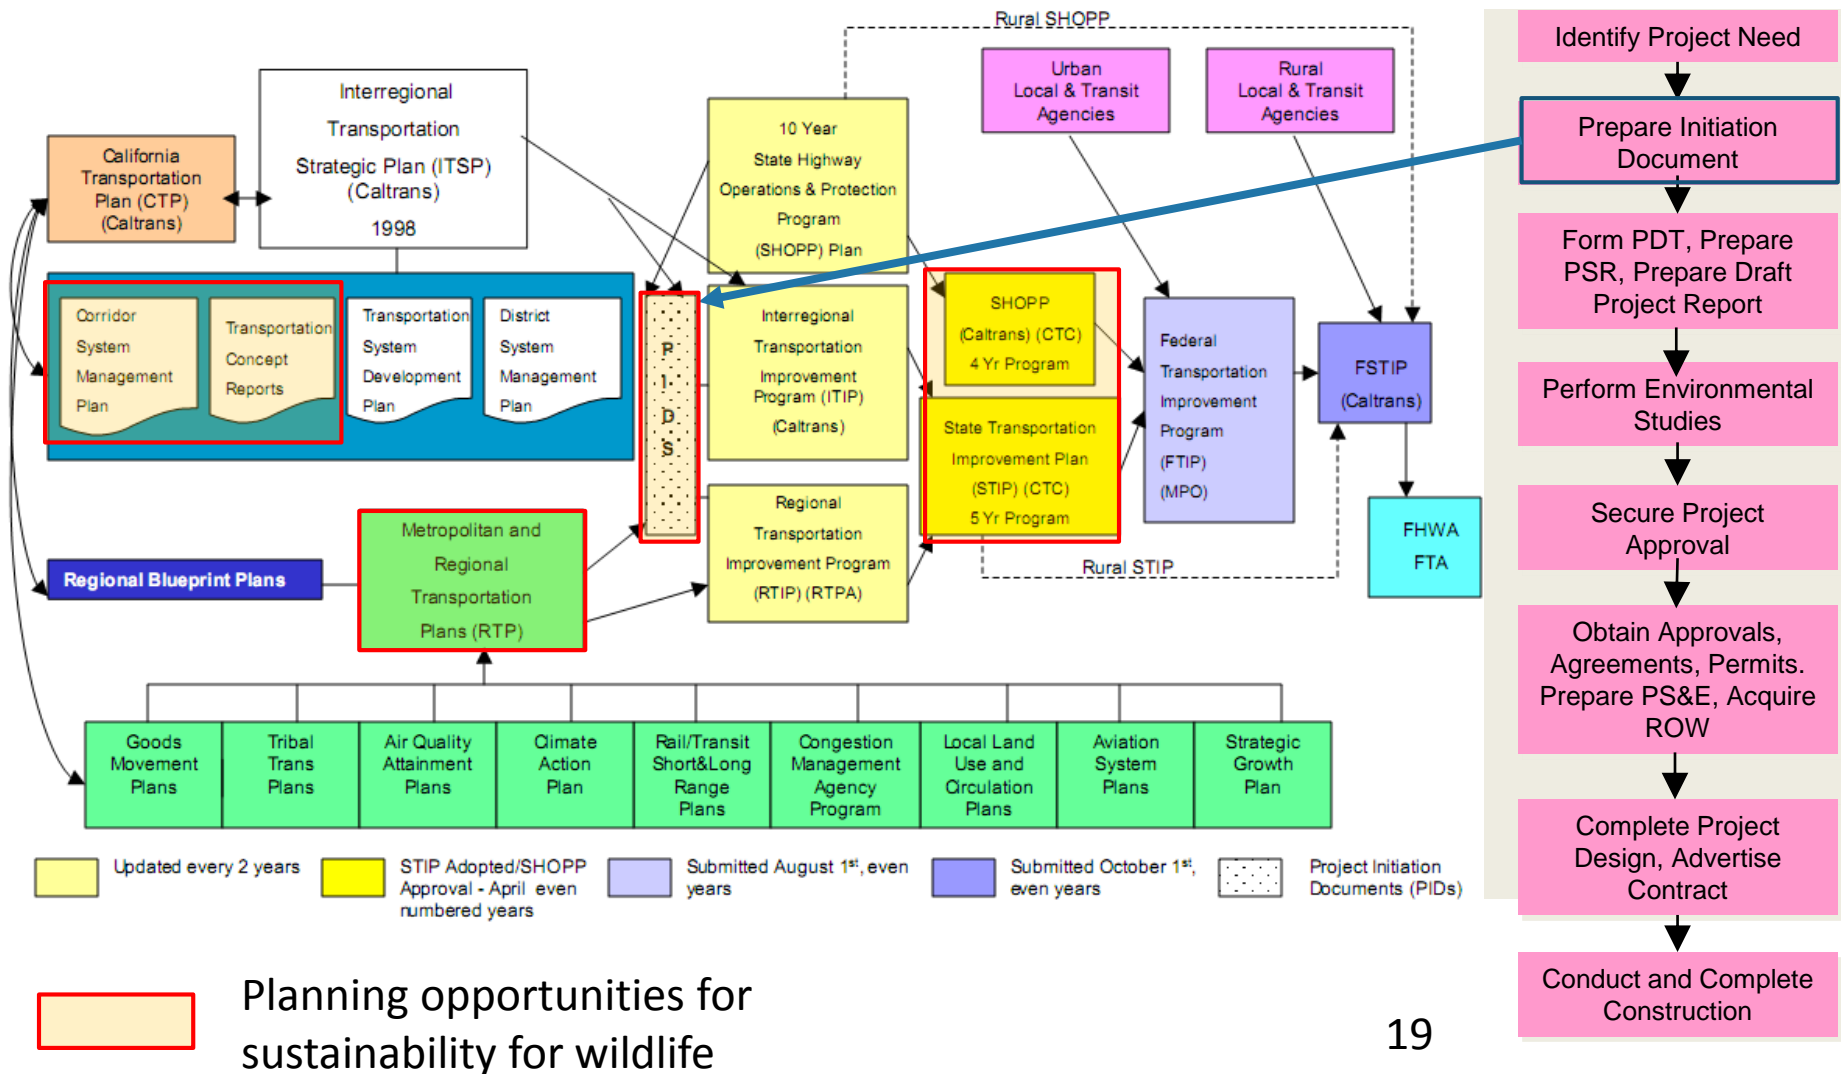 Rural SHOPP
Interregional
Transportation
Strategic Plan (ITSP)
(Caltrans)
1998
California
Transportation
Plan (CTP)
(Caltrans)
10 Year
State Highway
Operations & Protection
Program
(SHOPP) Plan
Urban
Local & Transit
Agencies
Rural
Local & Transit
Agencies
Corridor
System
Management
Plan
Transportation
Concept
Reports
Transportation
System
Development
Plan
District
System
Management
Plan
P
I
D
S
Interregional
Transportation
Improvement
Program (ITIP)
(Caltrans)
SHOPP
(Caltrans) (CTC)
4 Yr Program
State Transportation
Improvement Plan
(STIP) (CTC)
5 Yr Program
Federal
Transportation
Improvement
Program
(FTIP)
(MPO)
FSTIP
(Caltrans)
FHWA
FTA
Regional Blueprint Plans
Metropolitan and
Regional
Transportation
Plans (RTP)
Regional
Transportation
Improvement Program
(RTIP) (RTPA)
Rural STIP
Goods
Movement
Plans
Tribal
Trans
Plans
Air Quality
Attainment
Plans
Climate
Action
Plan
Rail/Transit
Short&Long
Range
Plans
Congestion
Management
Agency
Program
Local Land
Use and
Circulation
Plans
Aviation
System
Plans
Strategic
Growth
Plan
Updated every 2 years
STIP Adopted/SHOPP
Approval - April even
numbered years
Submitted August 1st, even
years
Submitted October 1st,
even years
Project Initiation
Documents (PIDs)
Planning opportunities for
sustainability for wildlife
19
Identify Project Need
Prepare Initiation
Document
Form PDT, Prepare
PSR, Prepare Draft
Project Report
Perform Environmental
Studies
Secure Project
Approval
Obtain Approvals,
Agreements, Permits.
Prepare PS&E, Acquire
ROW
Complete Project
Design, Advertise
Contract
Conduct and Complete
Construction